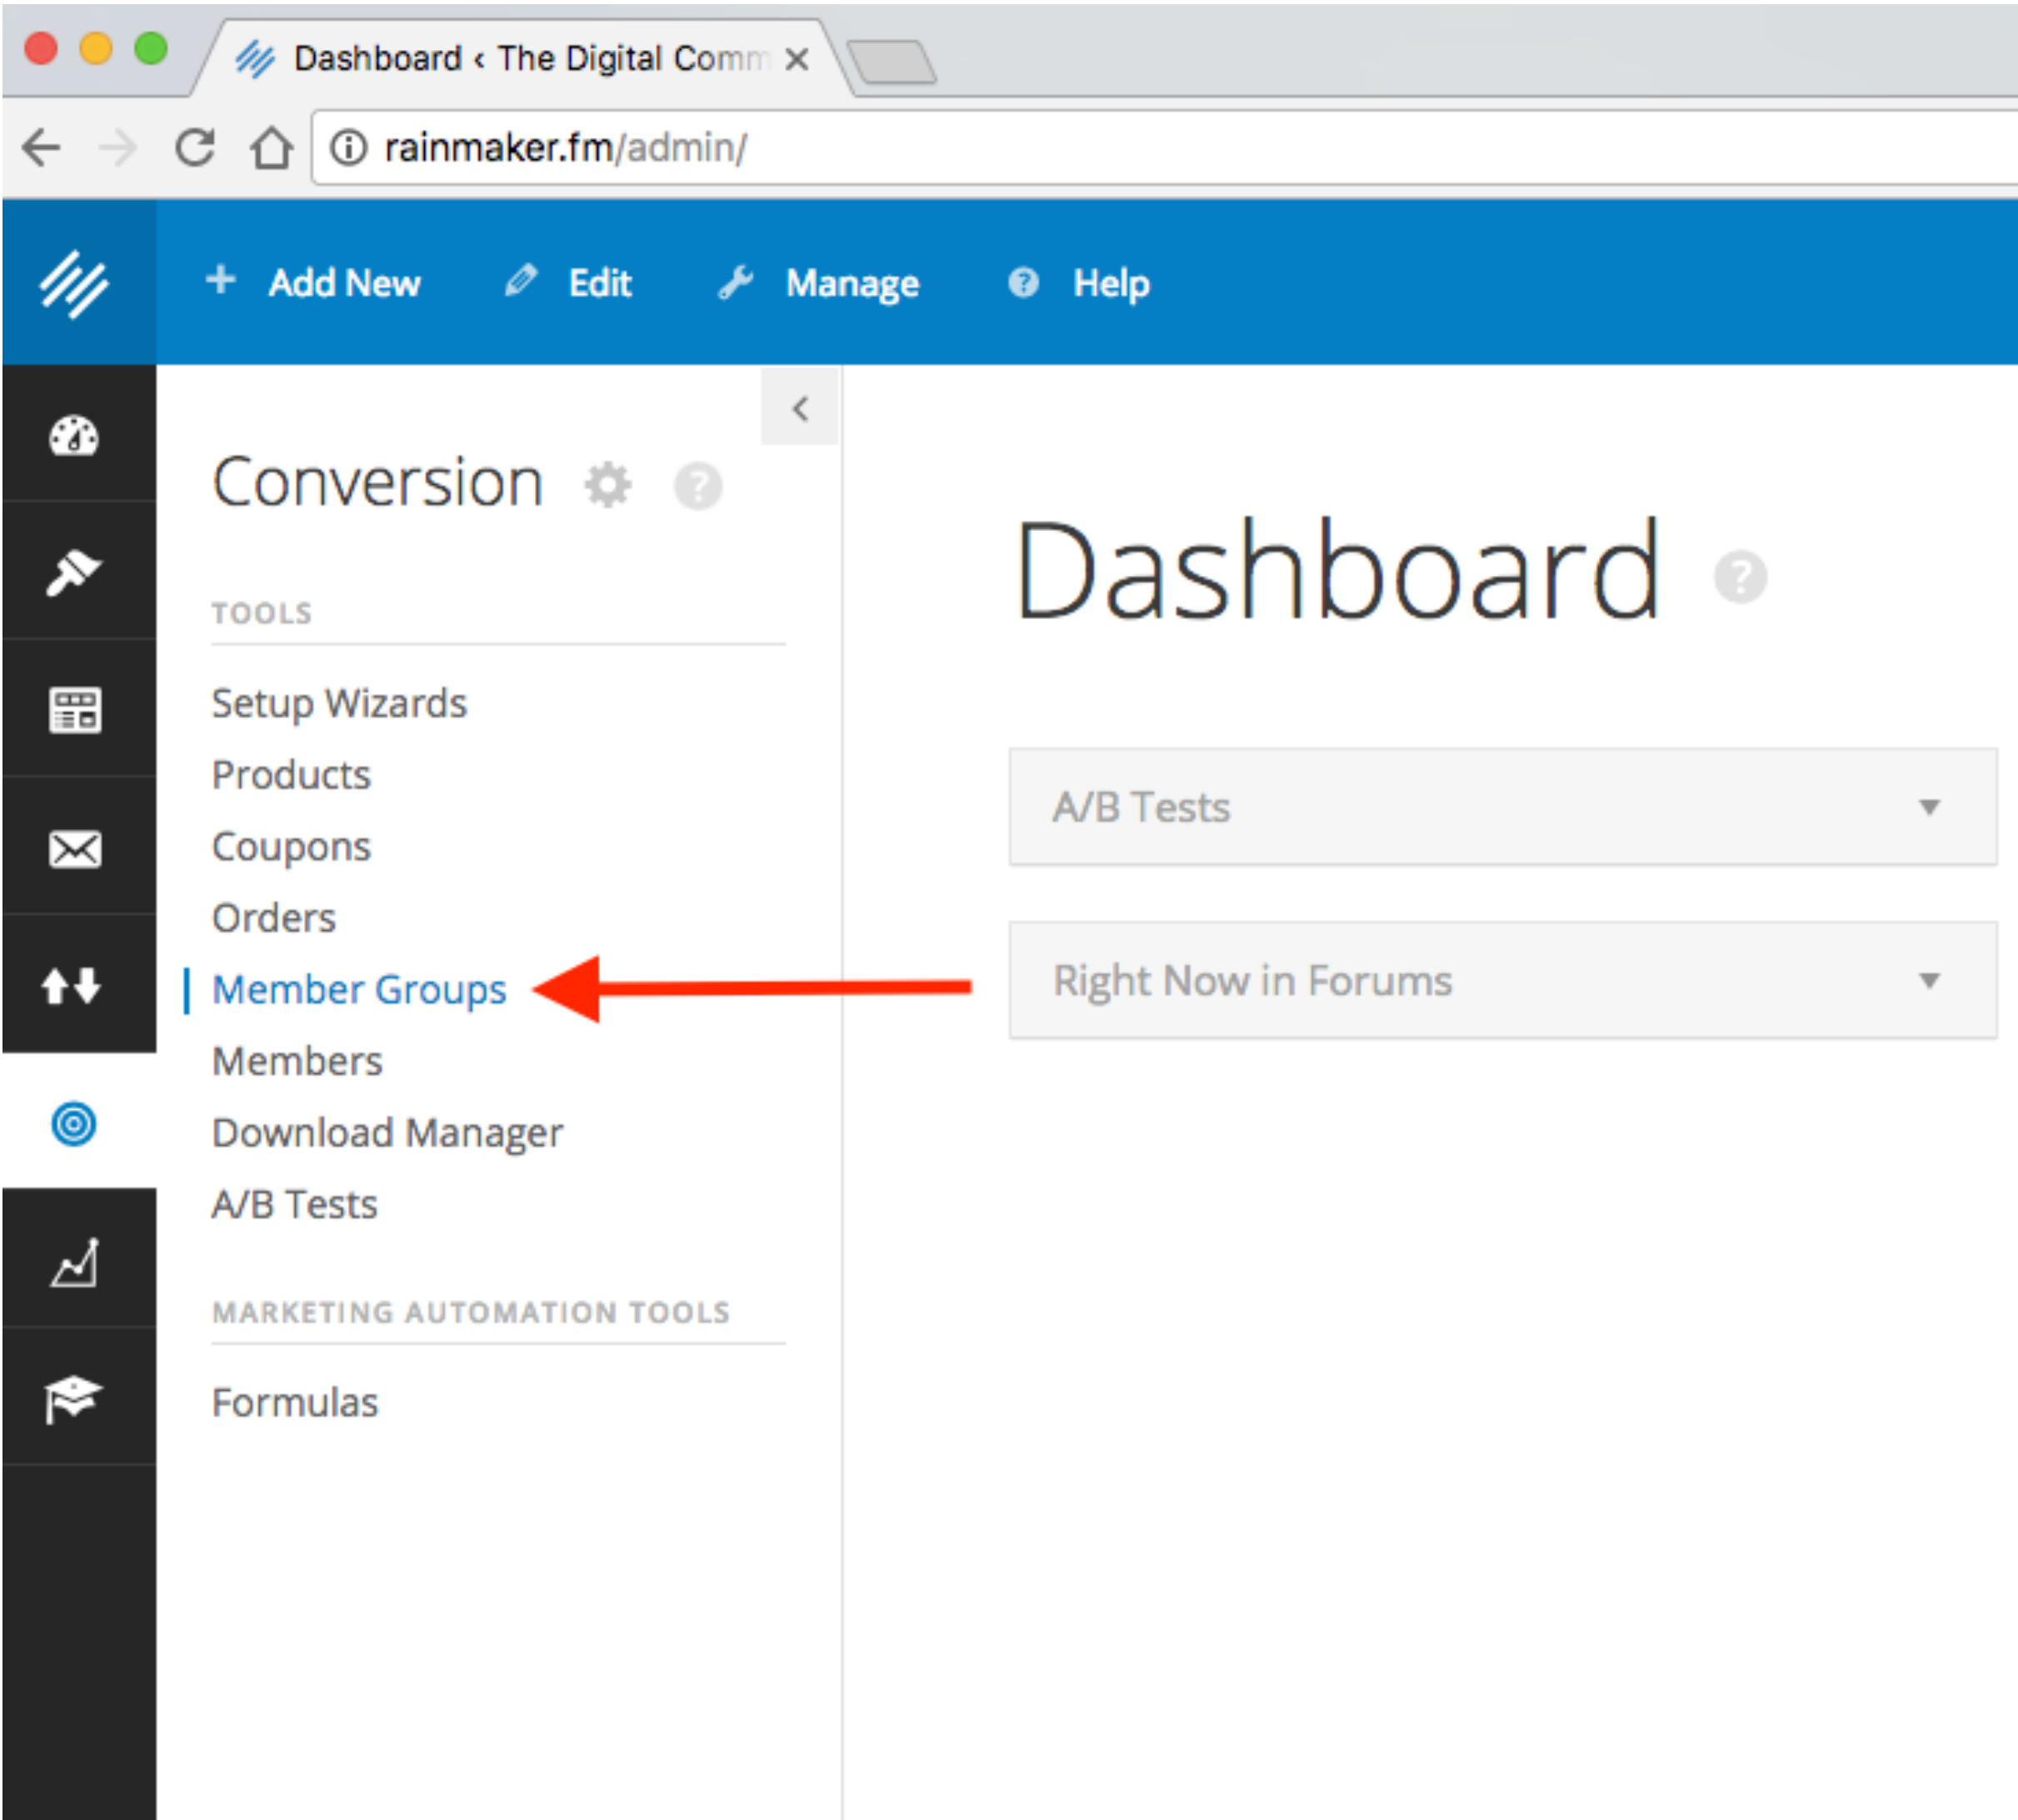 Dashboard ‹ The Digital Comm
rainmaker.fm/admin/
Add New Edit Manage Help
Conversion
Dashboard
TOOLS
Setup Wizards
Products
Coupons
Orders
Member Groups
Members
Download Manager
A/B Tests
MARKETING AUTOMATION TOOLS
Formulas
A/B Tests
Right Now in Forums